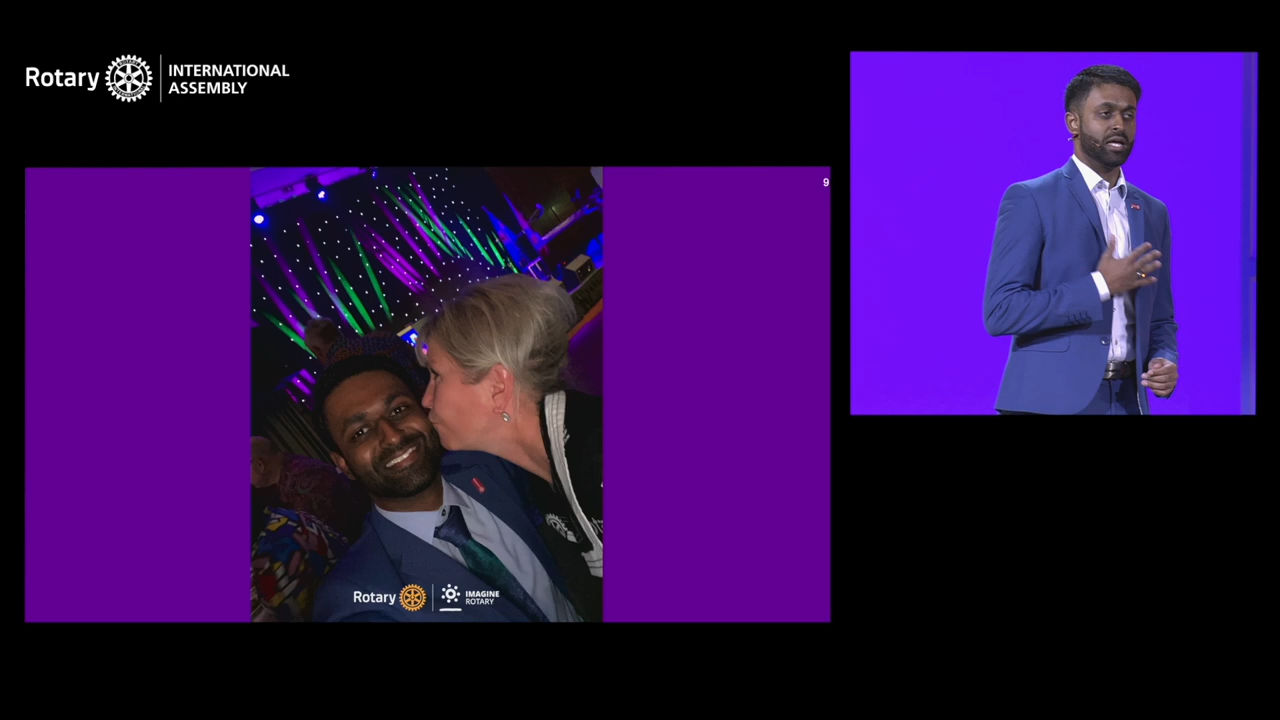 Rotary
INTERNATIONAL
ASSEMBLY
9
Rotary
IMAGINE
ROTARY